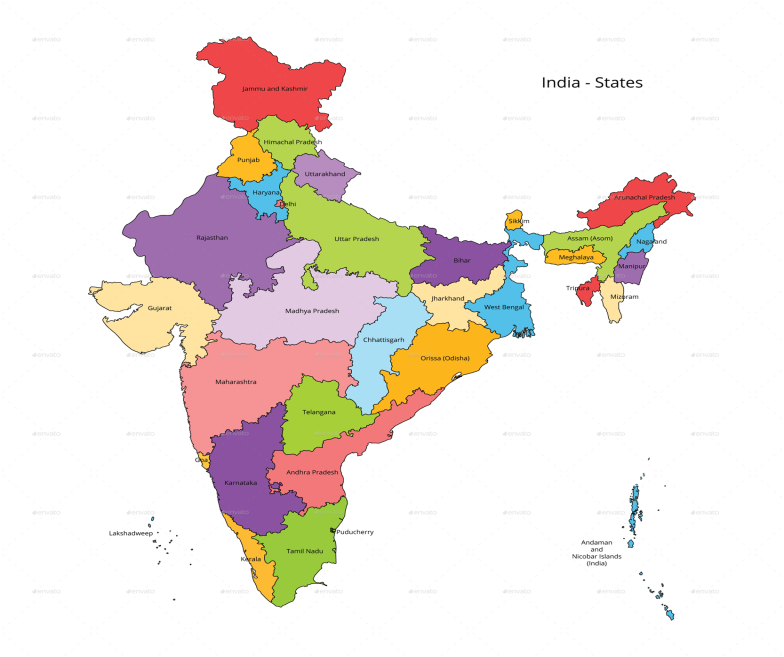 India - States
Jammu and Kashmir
Himachal Pradesh
Punjab
Uttarakhand
Haryana
Delhi
Arunachal Pradesh
Sikkim
Rajasthan
Uttar Pradesh
Assam (Asom)
Nagaland
Bihar
Meghalaya
Manipur
Tripura
Mizoram
Gujarat
Jharkhand
Madhya Pradesh
West Bengal
Chhattisgarh
Orissa (Odisha)
Maharashtra
Telangana
Goa
Andhra Pradesh
Karnataka
Lakshadweep
Puducherry
Andaman
and
Nicobar Islands
(India)
Tamil Nadu
Kerala